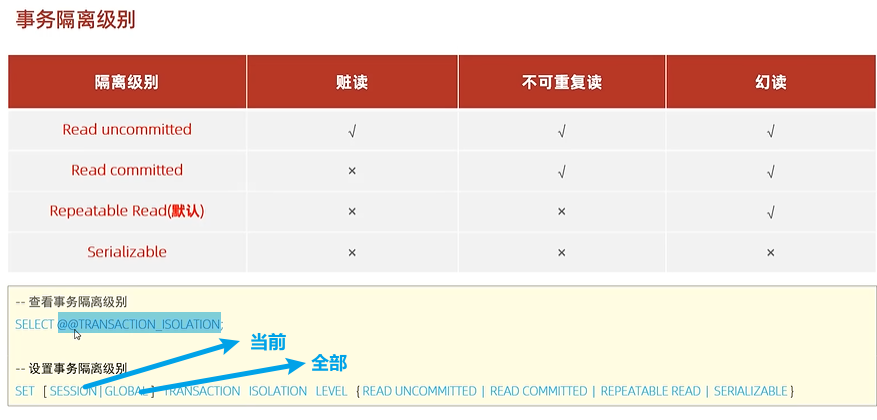 事务隔离级别
隔离级别 脏读 不可重复读 幻读
Read uncommitted √ √ √
Read committed × √ √
Repeatable Read(默认) × × √
Serializable × × ×
-- 查看事务隔离级别
SELECT @@TRANSACTION_ISOLATION;
当前
全部
-- 设置事务隔离级别
SET [ SESSION | GLOBAL ] TRANSACTION ISOLATION LEVEL { READ UNCOMMITTED | READ COMMITTED | REPEATABLE READ | SERIALIZABLE }